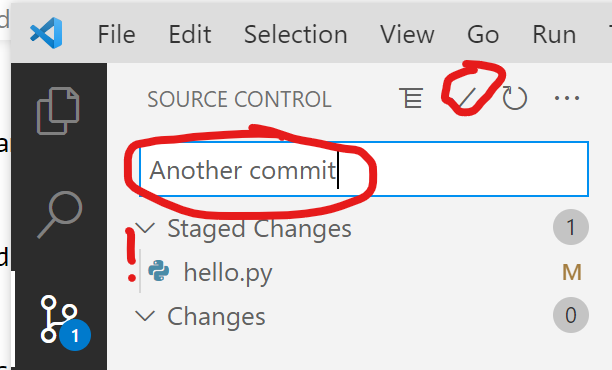 File Edit Selection View Go Run
SOURCE CONTROL
Another commit
Staged Changes 1
! hello.py M
1 Changes 0